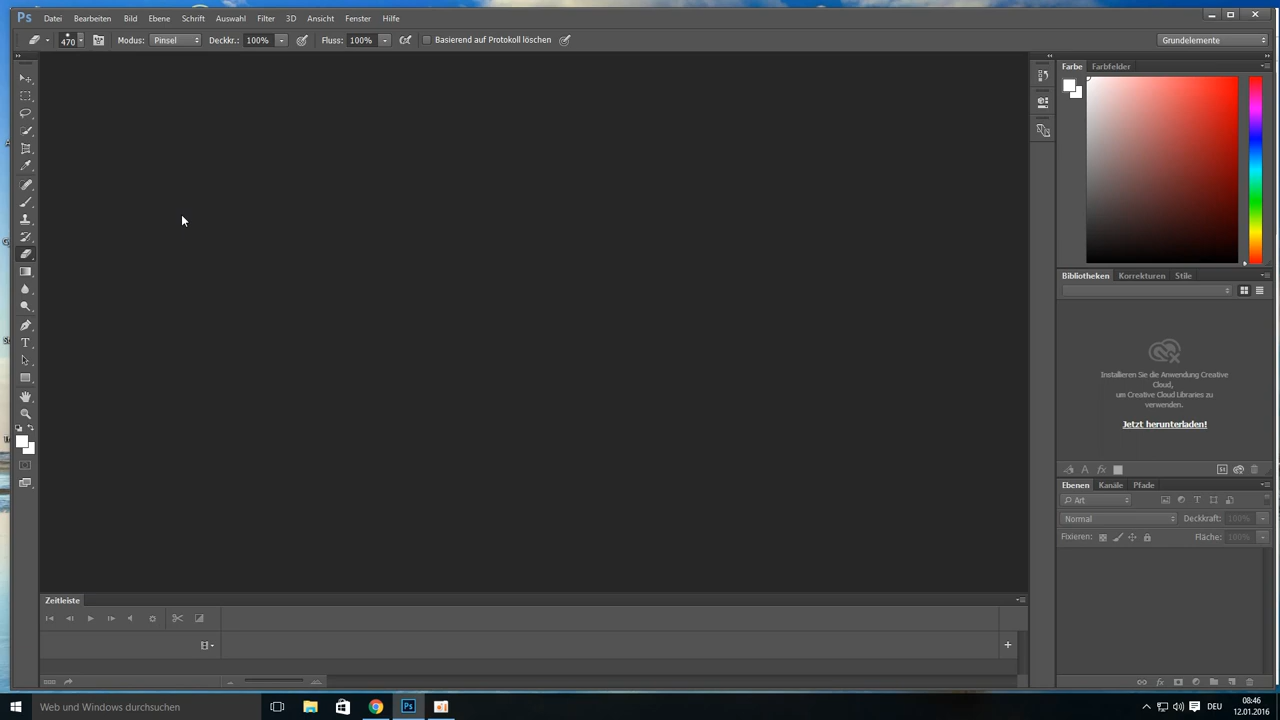 Ps Datei Bearbeiten Bild Ebene Schrift Auswahl Filter 3D Ansicht Fenster Hilfe
470 Modus: Pinsel Deckkr.: 100% Fluss: 100% Basierend auf Protokoll löschen Grundelemente
Farbe Farbfelder
Bibliotheken Korrekturen Stile
Installieren Sie die Anwendung Creative
Cloud,
um Creative Cloud Libraries zu
verwenden.
Jetzt herunterladen!
Ebenen Kanäle Pfade
Art
Normal Deckkraft: 100%
Fixieren: Fläche: 100%
Zeitleiste
Web und Windows durchsuchen
DEU
08:46
12.01.2016